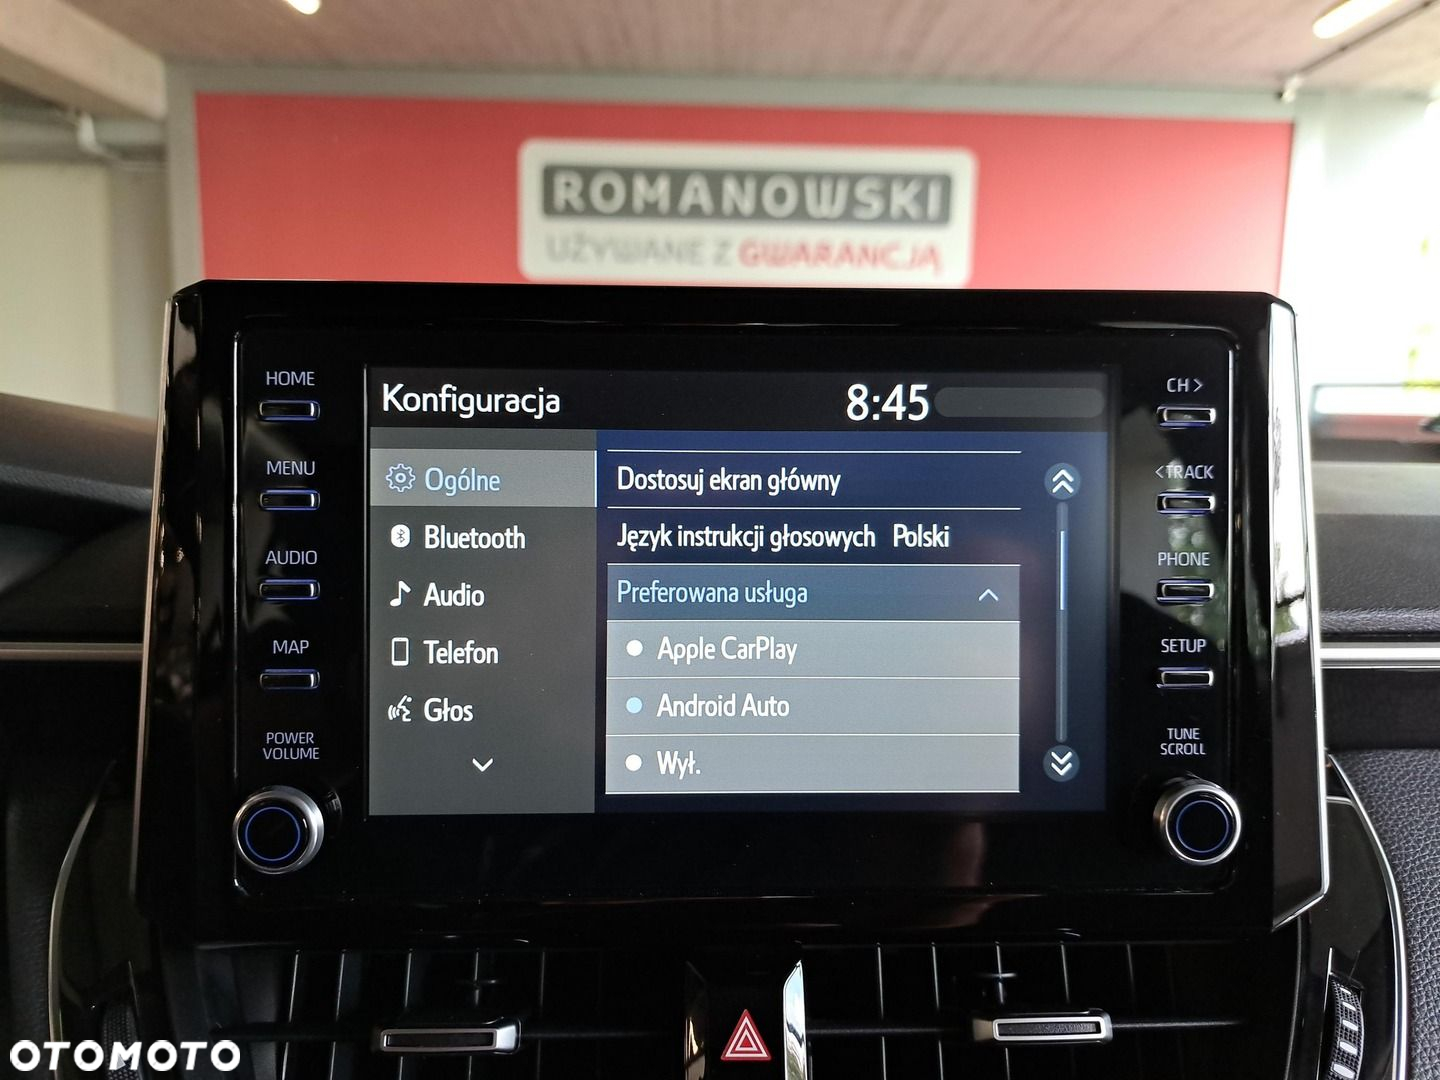 ROMANOWSKI
UŻYWANE Z GWARANCJĄ
HOME
MENU
AUDIO
MAP
POWER
VOLUME
Konfiguracja 8:45
Ogólne
Bluetooth
Audio
Telefon
Głos
Dostosuj ekran główny
Język instrukcji głosowych Polski
Preferowana usługa
Apple CarPlay
Android Auto
Wył.
CH >
< TRACK
PHONE
SETUP
TUNE
SCROLL
OTOMOTO